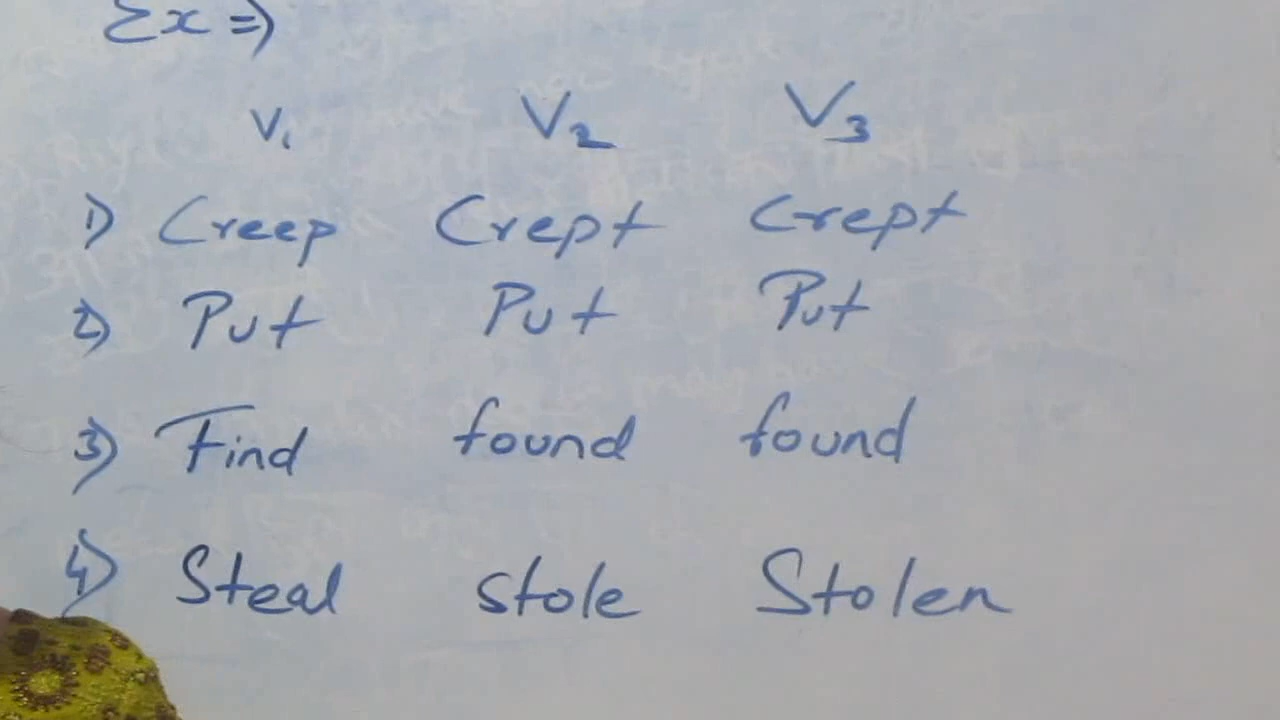 Ex =>
V1 V2 V3
1) Creep Crept Crept
2) Put Put Put
3) Find found found
4) Steal stole Stolen